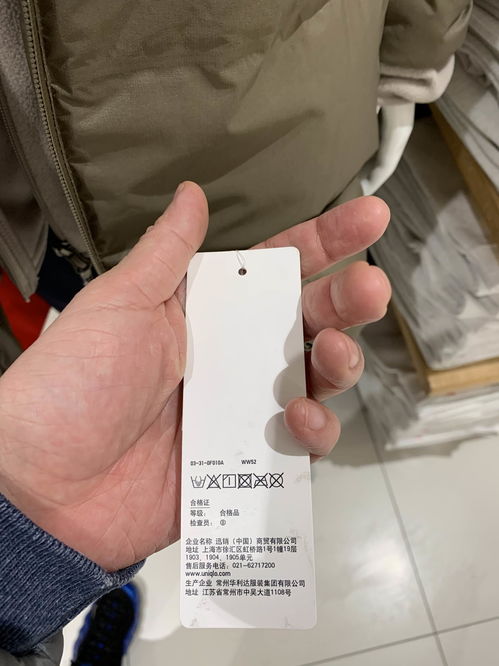 03-31-0F010A WW52
合格证
等级: 合格品
检查员: ③
企业名称 迅销(中国)商贸有限公司
地址 上海市徐汇区虹桥路1号1幢19层
1903、1904、1905单元
售后服务电话:021-62717200
www.uniqlo.com
生产企业 常州华利达服装集团有限公司
地址 江苏省常州市中吴大道1108号